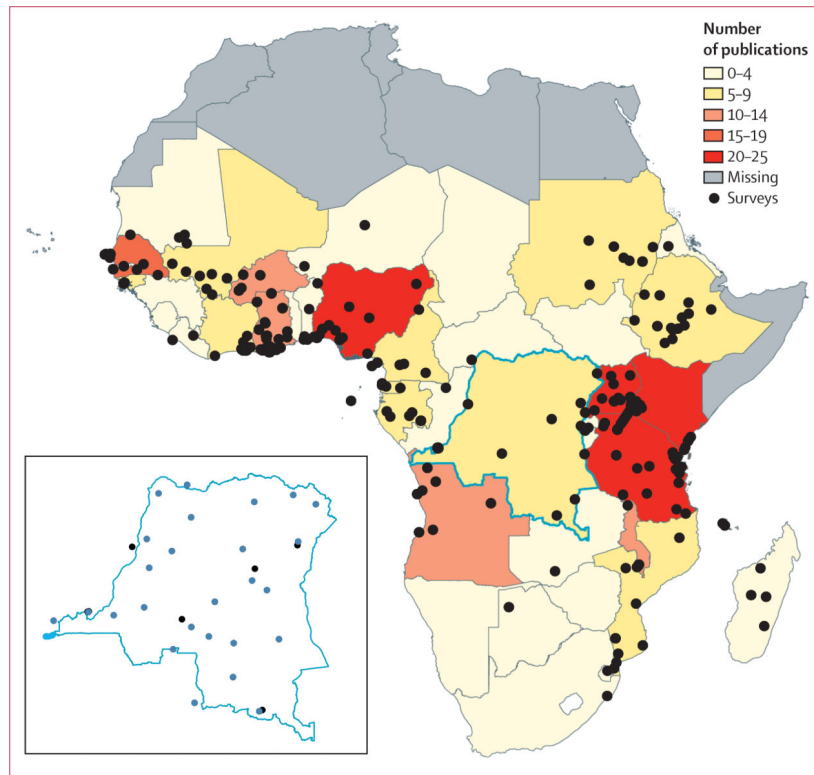 Number
of publications
0–4
5–9
10–14
15–19
20–25
Missing
Surveys